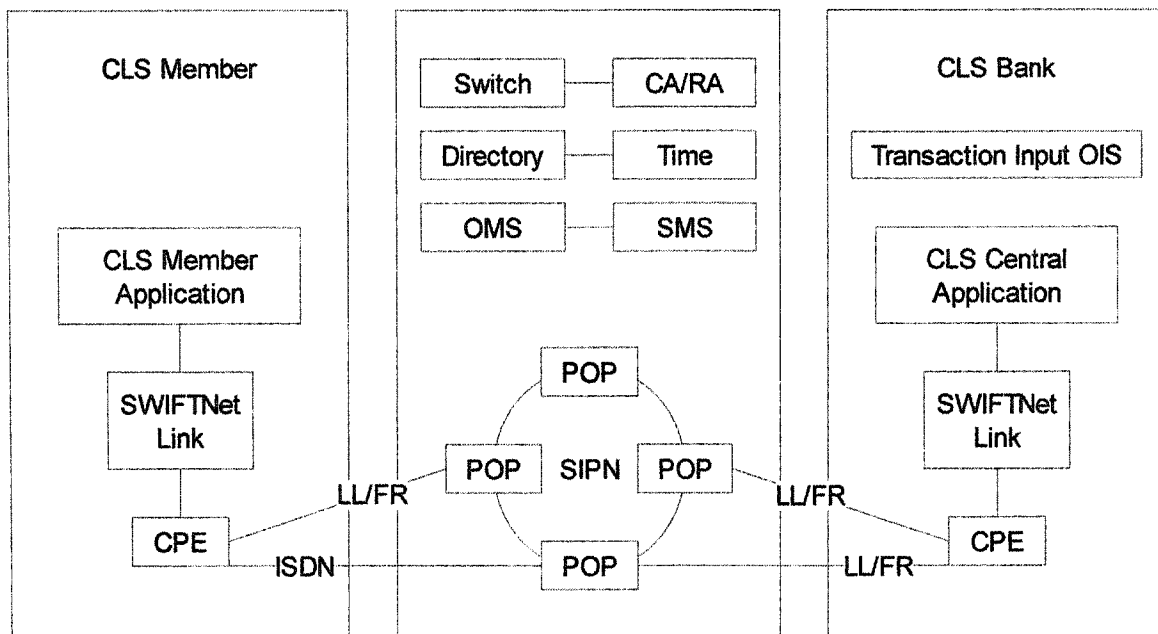 CLS Member
CLS Bank
Switch
CA/RA
Directory
Time
Transaction Input OIS
OMS
SMS
CLS Member
Application
CLS Central
Application
POP
SWIFTNet
Link
SWIFTNet
Link
POP
SIPN
POP
LL/FR
LL/FR
CPE
CPE
ISDN
POP
LL/FR